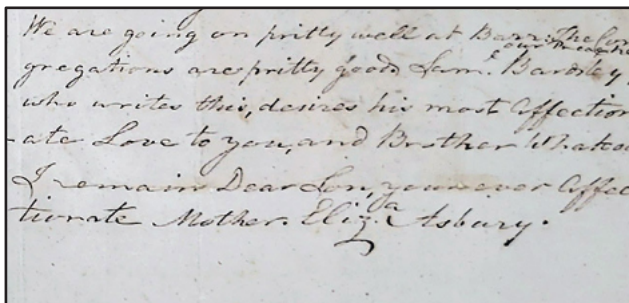 We are going on pritty well at Barr. The Con
gregations are pritty good Sam.l Bardsley
who writes this, desires his most affection
-ate Love to you, and Brother Whatco
I remain Dear Son, your ever affec
tionate Mother. Eliz.a Asbury.